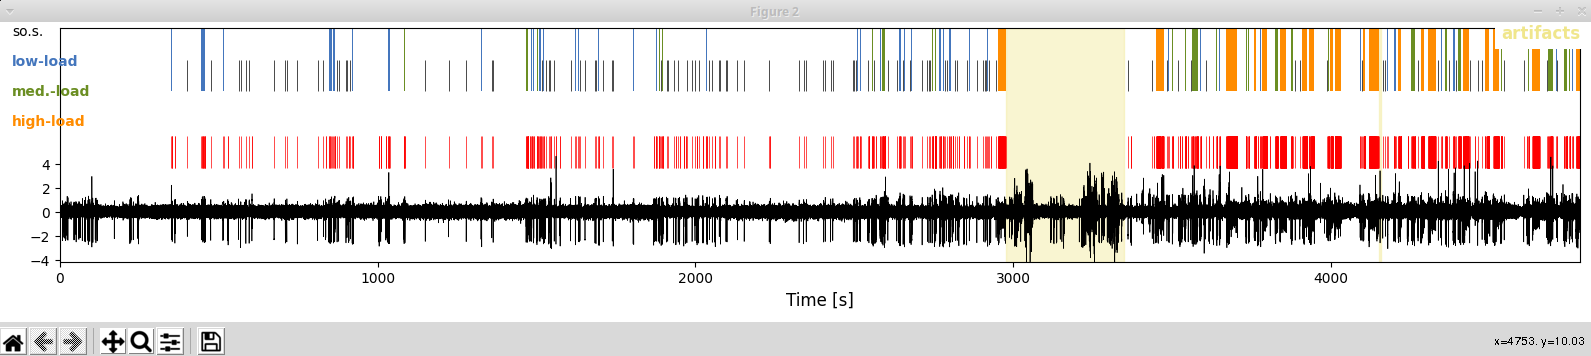 Figure 2
so.s.
artifacts
low-load
med.-load
high-load
4
2
0
−2
−4
0 1000 2000 3000 4000
Time [s]
x=4753. y=10.03